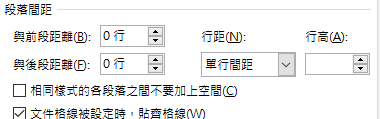 段落間距
與前段距離(B): 0 行 行距(N): 行高(A):
與後段距離(F): 0 行 單行間距
相同樣式的各段落之間不要加上空間(C)
文件格線被設定時，貼齊格線(W)